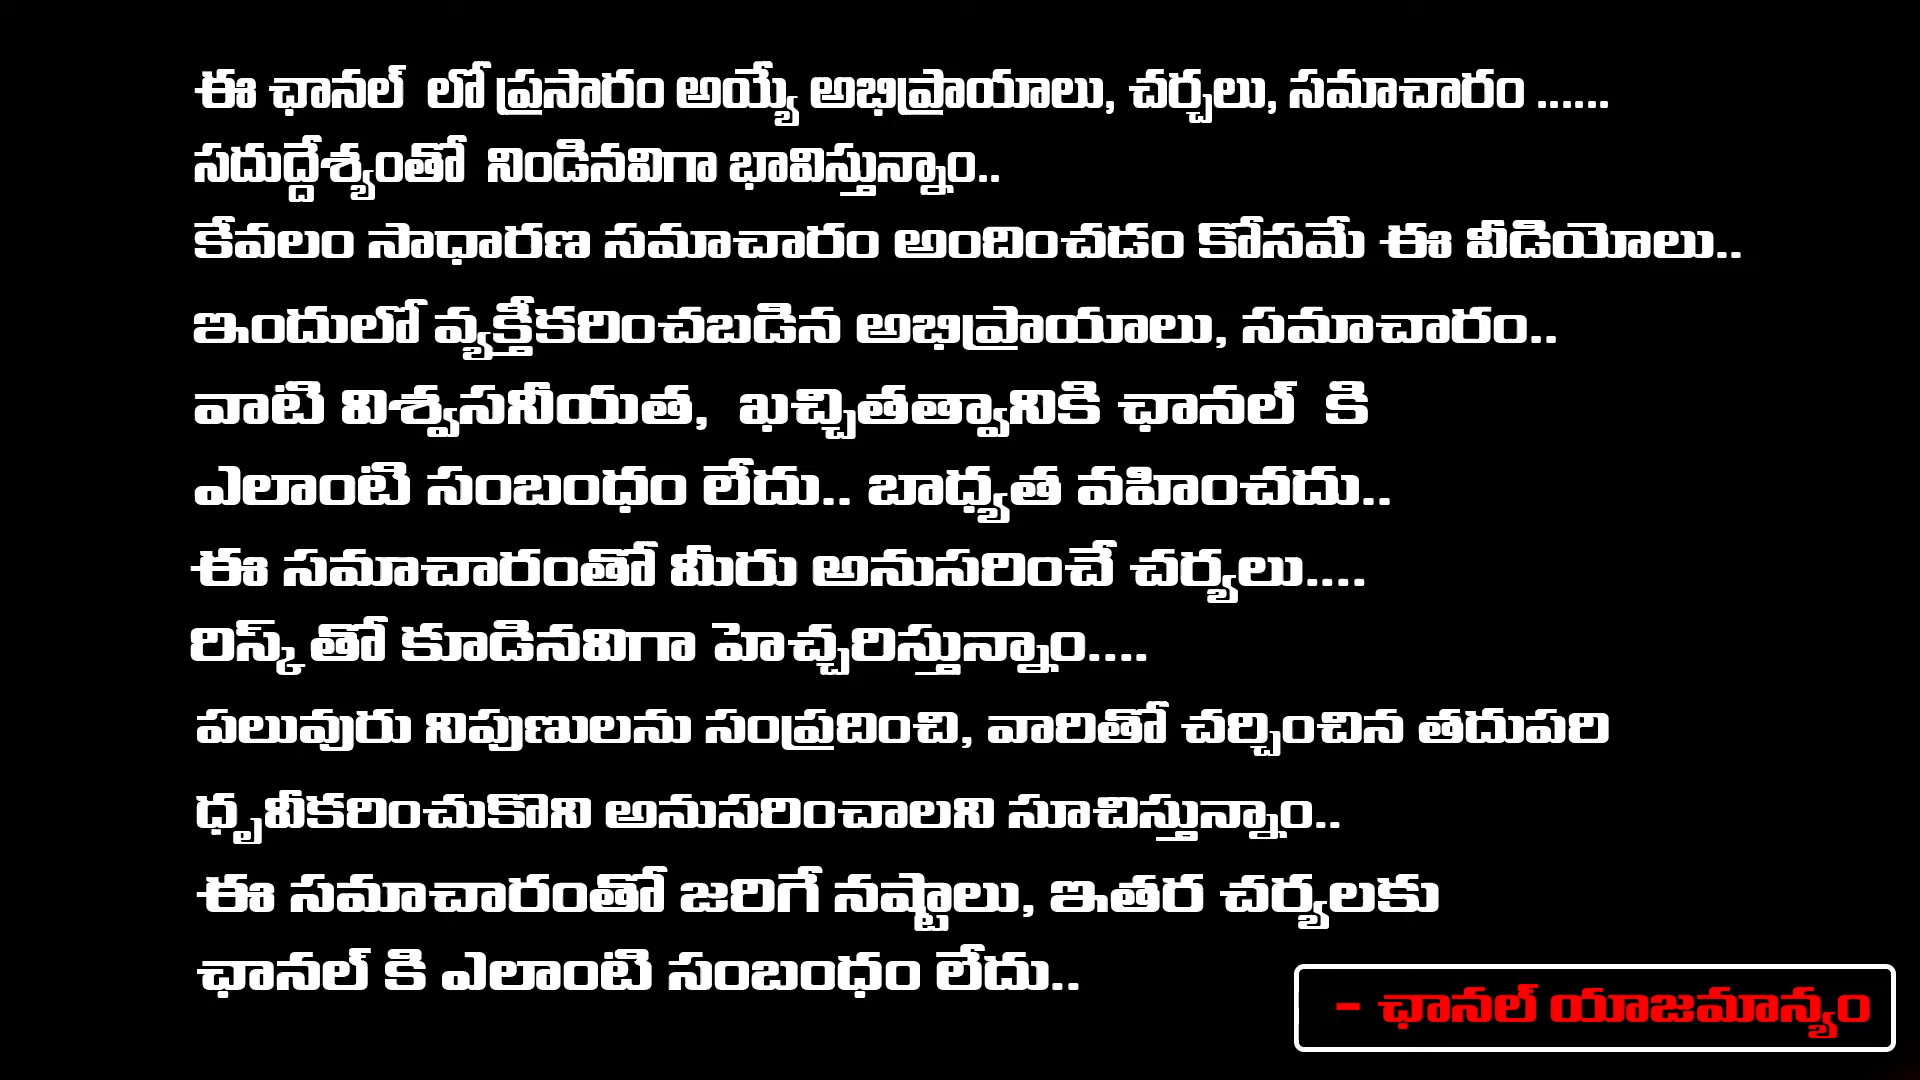 ఈ ఛానల్ లో ప్రసారం అయ్యే అభిప్రాయాలు, చర్చలు, సమాచారం ......
సదుద్దేశ్యంతో నిండినవిగా భావిస్తున్నాం..
కేవలం సాధారణ సమాచారం అందించడం కోసమే ఈ వీడియోలు..
ఇందులో వ్యక్తీకరించబడిన అభిప్రాయాలు, సమాచారం..
వాటి విశ్వసనీయత, ఖచ్చితత్వానికి ఛానల్ కి
ఎలాంటి సంబంధం లేదు.. బాధ్యత వహించదు..
ఈ సమాచారంతో మీరు అనుసరించే చర్యలు....
రిస్క్ తో కూడినవిగా హెచ్చరిస్తున్నాం....
పలువురు నిపుణులను సంప్రదించి, వారితో చర్చించిన తదుపరి
ధృవీకరించుకొని అనుసరించాలని సూచిస్తున్నాం..
ఈ సమాచారంతో జరిగే నష్టాలు, ఇతర చర్యలకు
ఛానల్ కి ఎలాంటి సంబంధం లేదు..
- ఛానల్ యాజమాన్యం